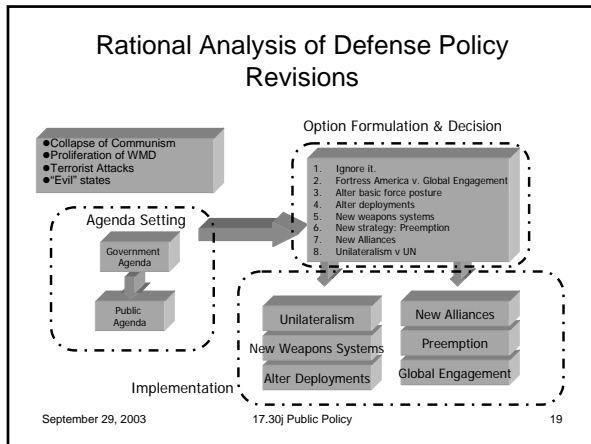 Rational Analysis of Defense Policy
Revisions
●Collapse of Communism
●Proliferation of WMD
●Terrorist Attacks
●“Evil” states
Agenda Setting
Government
Agenda
Public
Agenda
Option Formulation & Decision
1. Ignore it.
2. Fortress America v. Global Engagement
3. Alter basic force posture
4. Alter deployments
5. New weapons systems
6. New strategy: Preemption
7. New Alliances
8. Unilateralism v UN
Unilateralism
New Weapons Systems
Alter Deployments
New Alliances
Preemption
Global Engagement
Implementation
September 29, 2003 17.30j Public Policy 19